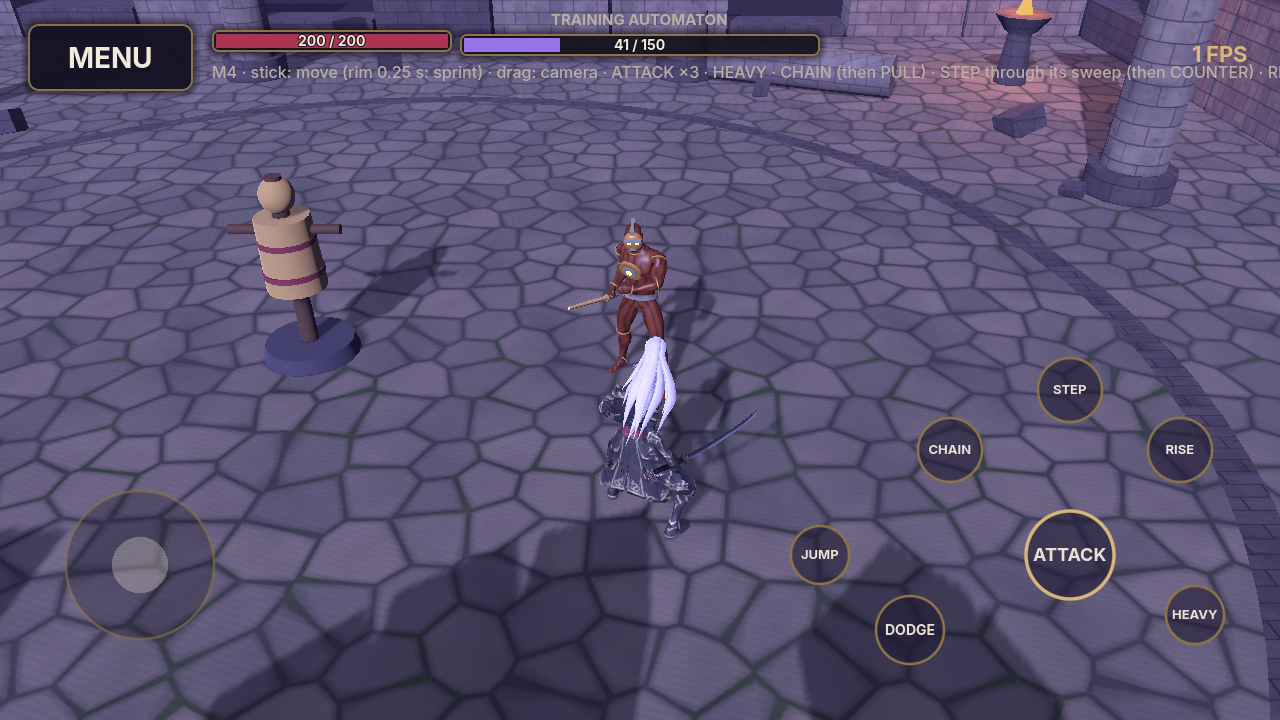 TRAINING AUTOMATON
MENU
200 / 200
41 / 150
1 FPS
M4 · stick: move (rim 0.25 s: sprint) · drag: camera · ATTACK ×3 · HEAVY · CHAIN (then PULL) · STEP through its sweep (then COUNTER) ·
STEP
CHAIN
RISE
JUMP
ATTACK
DODGE
HEAVY